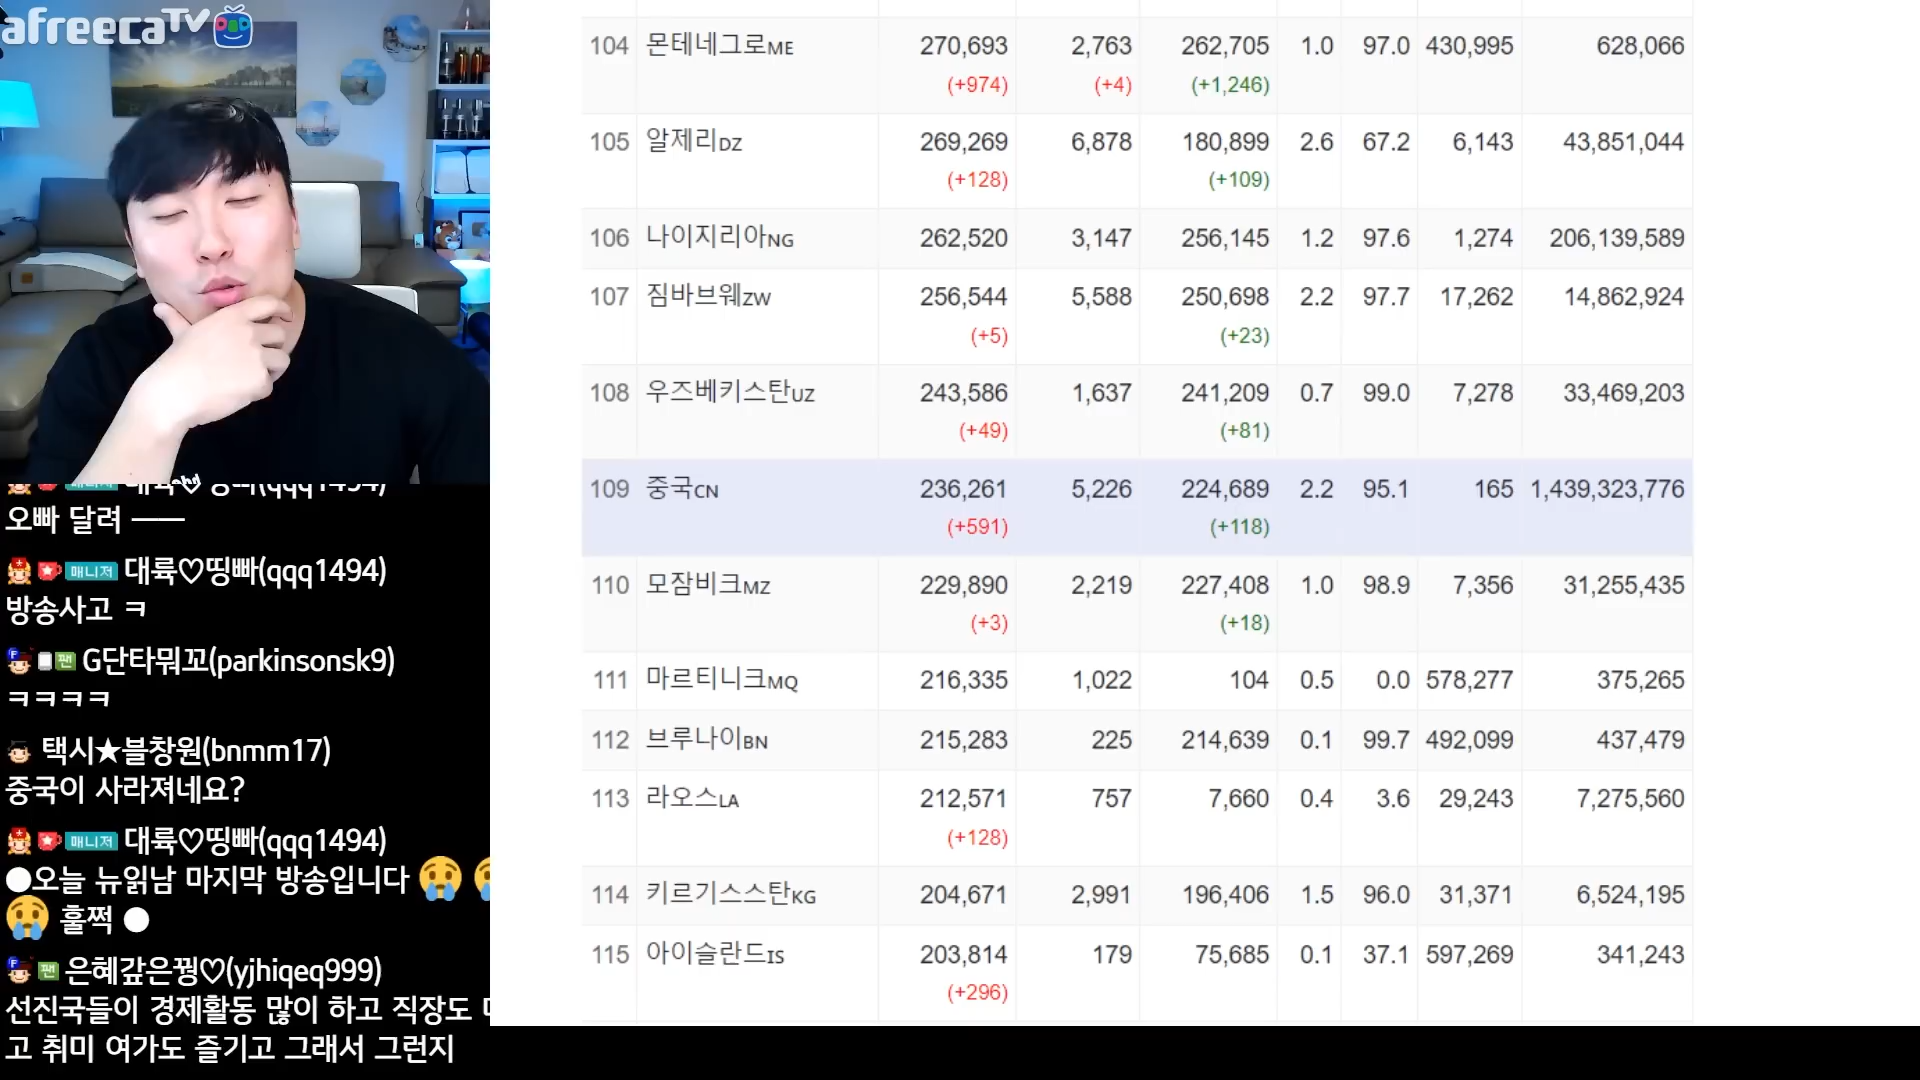 afreecaTV
104 몬테네그로ME 270,693 2,763 262,705 1.0 97.0 430,995 628,066
(+974) (+4) (+1,246)
105 알제리DZ 269,269 6,878 180,899 2.6 67.2 6,143 43,851,044
(+128) (+109)
106 나이지리아NG 262,520 3,147 256,145 1.2 97.6 1,274 206,139,589
107 짐바브웨ZW 256,544 5,588 250,698 2.2 97.7 17,262 14,862,924
(+5) (+23)
108 우즈베키스탄UZ 243,586 1,637 241,209 0.7 99.0 7,278 33,469,203
(+49) (+81)
109 중국CN 236,261 5,226 224,689 2.2 95.1 165 1,439,323,776
(+591) (+118)
110 모잠비크MZ 229,890 2,219 227,408 1.0 98.9 7,356 31,255,435
(+3) (+18)
111 마르티니크MQ 216,335 1,022 104 0.5 0.0 578,277 375,265
112 브루나이BN 215,283 225 214,639 0.1 99.7 492,099 437,479
113 라오스LA 212,571 757 7,660 0.4 3.6 29,243 7,275,560
(+128)
114 키르기스스탄KG 204,671 2,991 196,406 1.5 96.0 31,371 6,524,195
115 아이슬란드IS 203,814 179 75,685 0.1 37.1 597,269 341,243
(+296)
오빠 달려 ㅡㅡ
매니저 대륙♡띵빠(qqq1494)
방송사고 ㅋ
팬 G단타뭐꼬(parkinsonsk9)
ㅋㅋㅋㅋ
택시★블창원(bnmm17)
중국이 사라져네요?
매니저 대륙♡띵빠(qqq1494)
●오늘 뉴읽남 마지막 방송입니다
훌쩍 ●
팬 은혜갚은꿩♡(yjhiqeq999)
선진국들이 경제활동 많이 하고 직장도
고 취미 여가도 즐기고 그래서 그런지